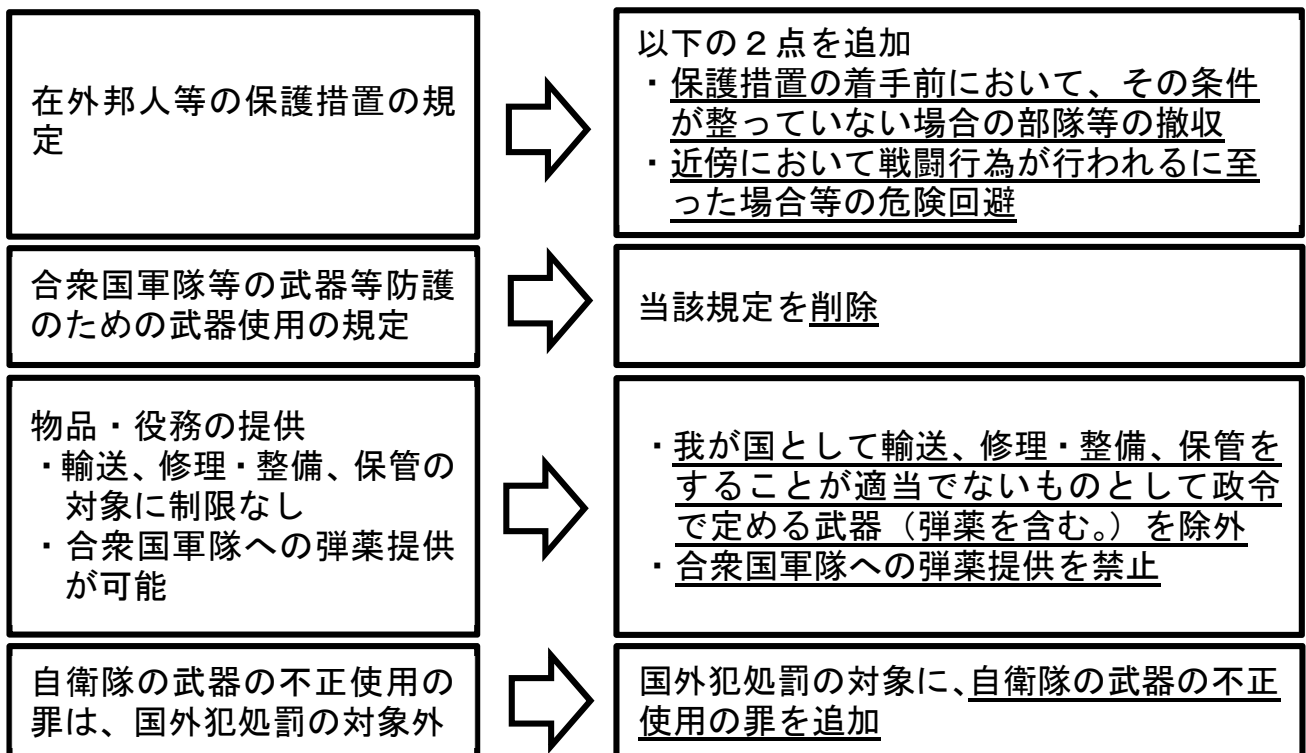 在外邦人等の保護措置の規
定
以下の2点を追加
・保護措置の着手前において、その条件
が整っていない場合の部隊等の撤収
・近傍において戦闘行為が行われるに至
った場合等の危険回避
合衆国軍隊等の武器等防護
のための武器使用の規定
当該規定を削除
物品・役務の提供
・輸送、修理・整備、保管の
対象に制限なし
・合衆国軍隊への弾薬提供
が可能
・我が国として輸送、修理・整備、保管を
することが適当でないものとして政令
で定める武器（弾薬を含む。）を除外
・合衆国軍隊への弾薬提供を禁止
自衛隊の武器の不正使用の
罪は、国外犯処罰の対象外
国外犯処罰の対象に、自衛隊の武器の不正
使用の罪を追加